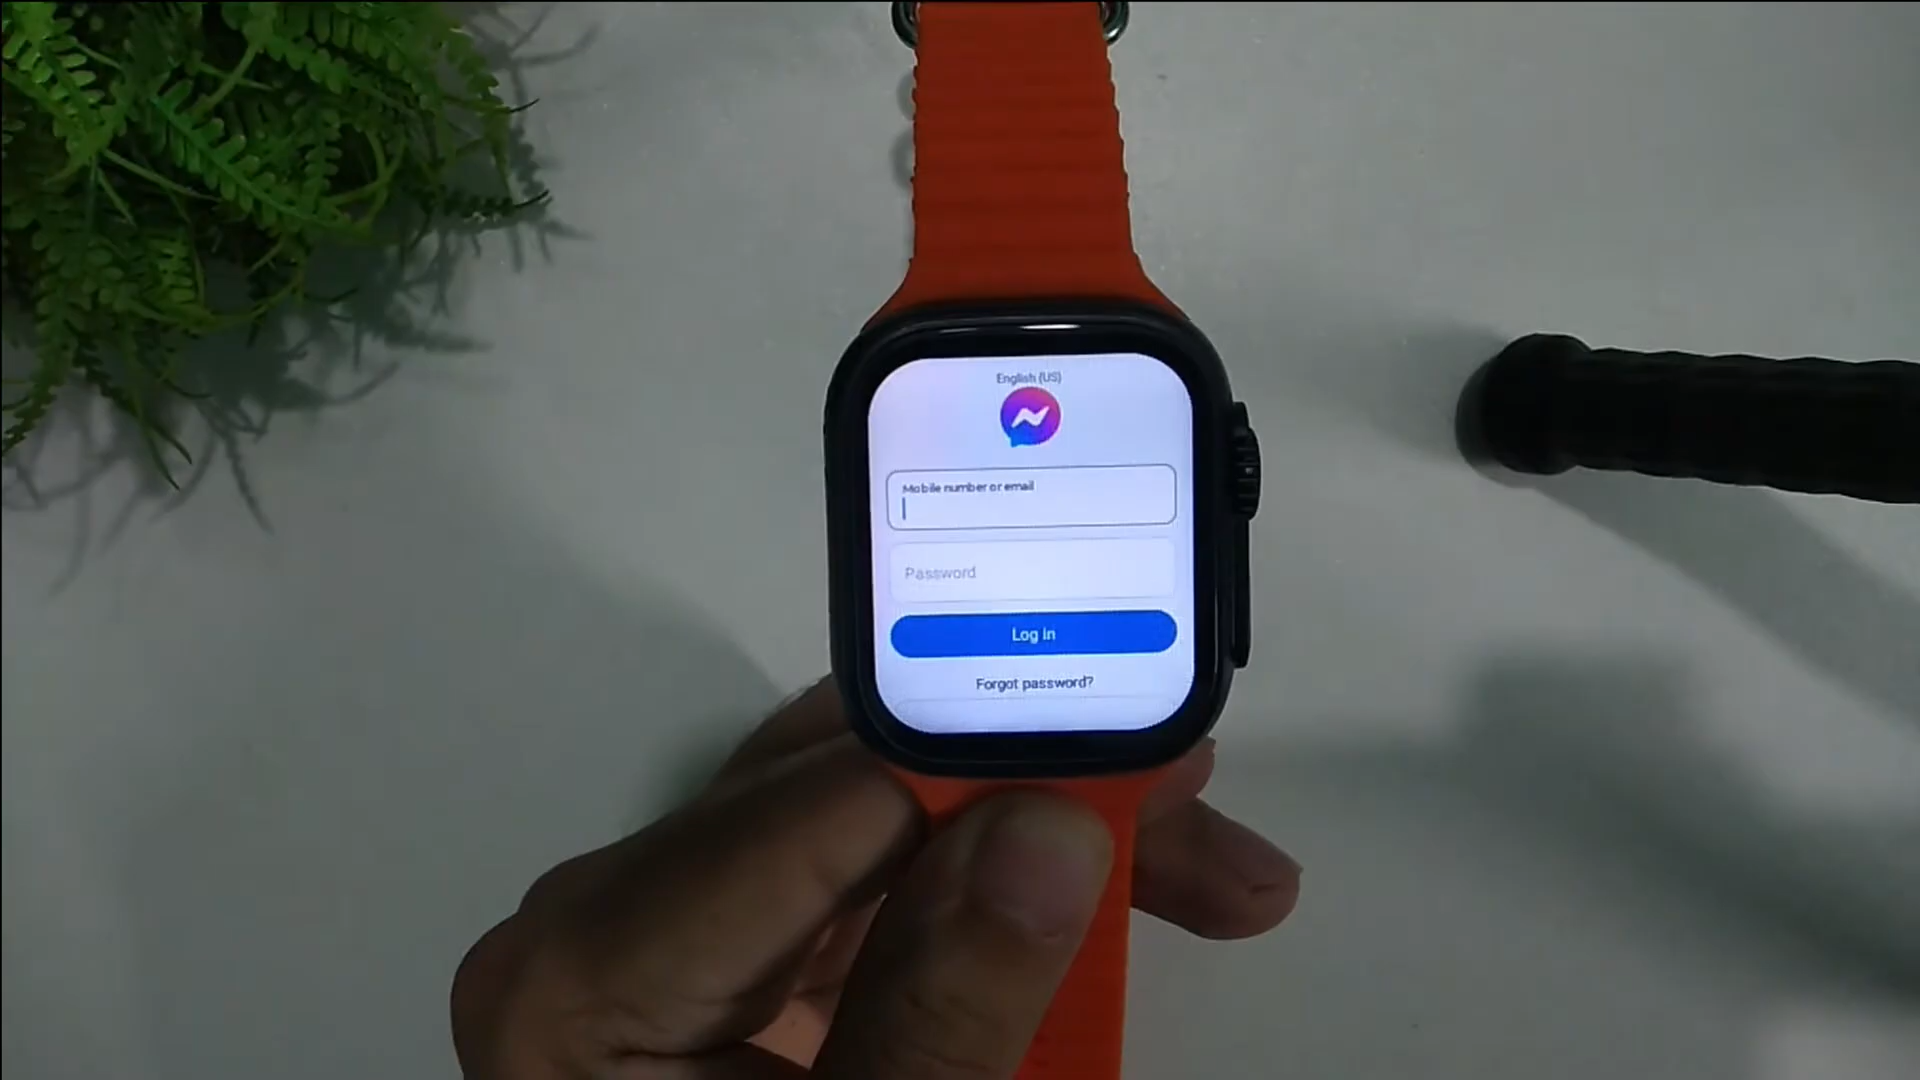 English (US)
Mobile number or email
Password
Log in
Forgot password?